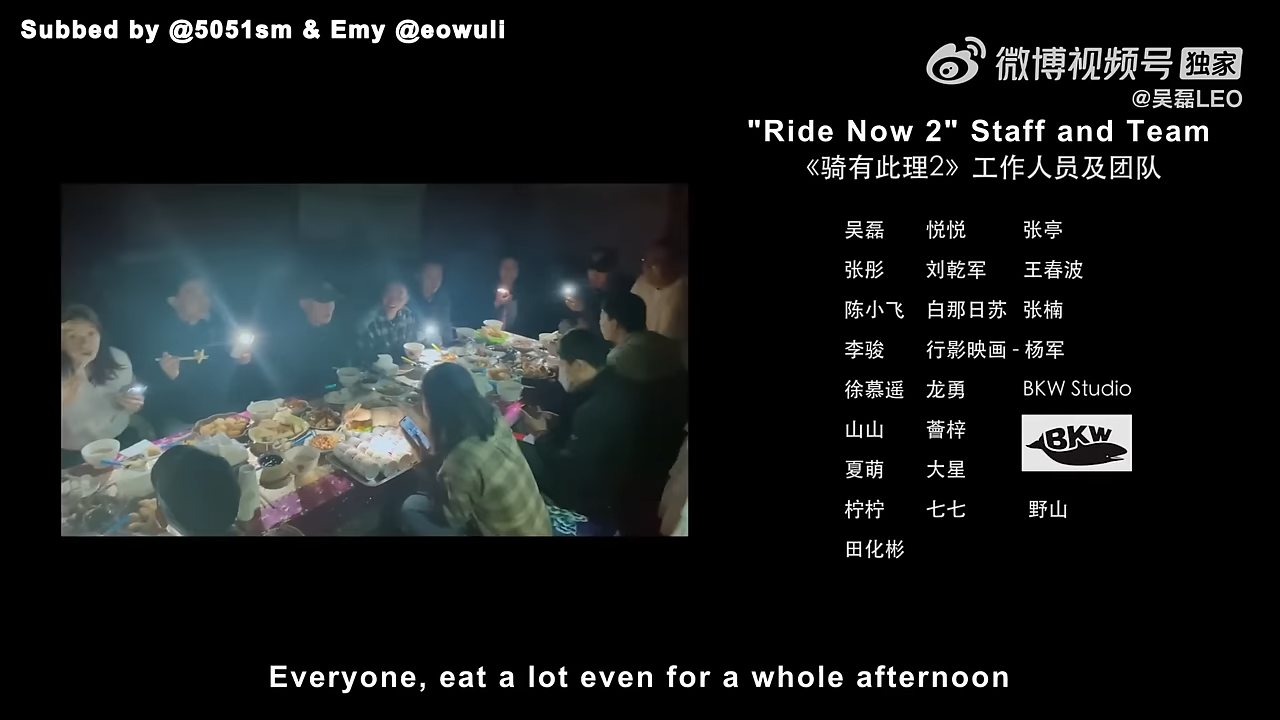 Subbed by @5051sm & Emy @eowuli
微博视频号 独家
@吴磊LEO
"Ride Now 2" Staff and Team
《骑有此理2》工作人员及团队
吴磊 悦悦 张亭
张彤 刘乾军 王春波
陈小飞 白那日苏 张楠
李骏 行影映画 - 杨军
徐慕遥 龙勇 BKW Studio
山山 薔梓
BKW
夏萌 大星
柠柠 七七 野山
田化彬
Everyone, eat a lot even for a whole afternoon